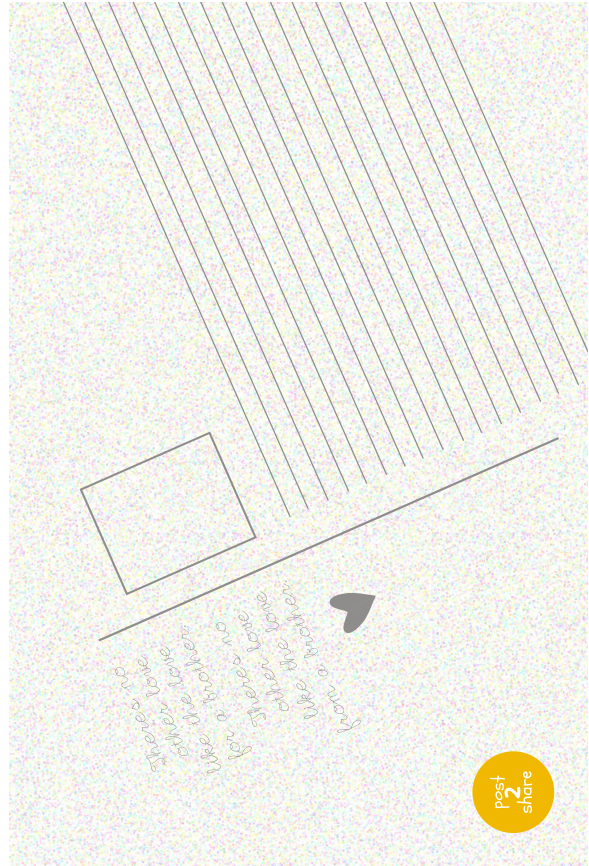 There's no
other love
like the love
for a brother.
There's no
other love
like the love
from a brother.
post
2
share